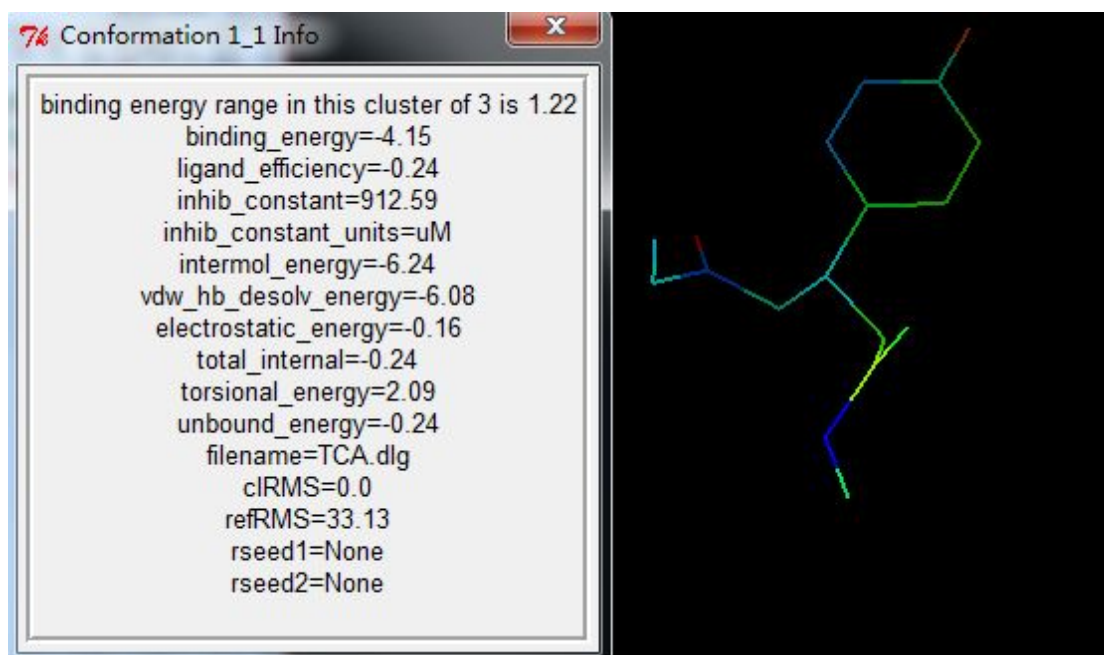 Conformation 1_1 Info
binding energy range in this cluster of 3 is 1.22
binding_energy=-4.15
ligand_efficiency=-0.24
inhib_constant=912.59
inhib_constant_units=uM
intermol_energy=-6.24
vdw_hb_desolv_energy=-6.08
electrostatic_energy=-0.16
total_internal=-0.24
torsional_energy=2.09
unbound_energy=-0.24
filename=TCA.dlg
clRMS=0.0
refRMS=33.13
rseed1=None
rseed2=None